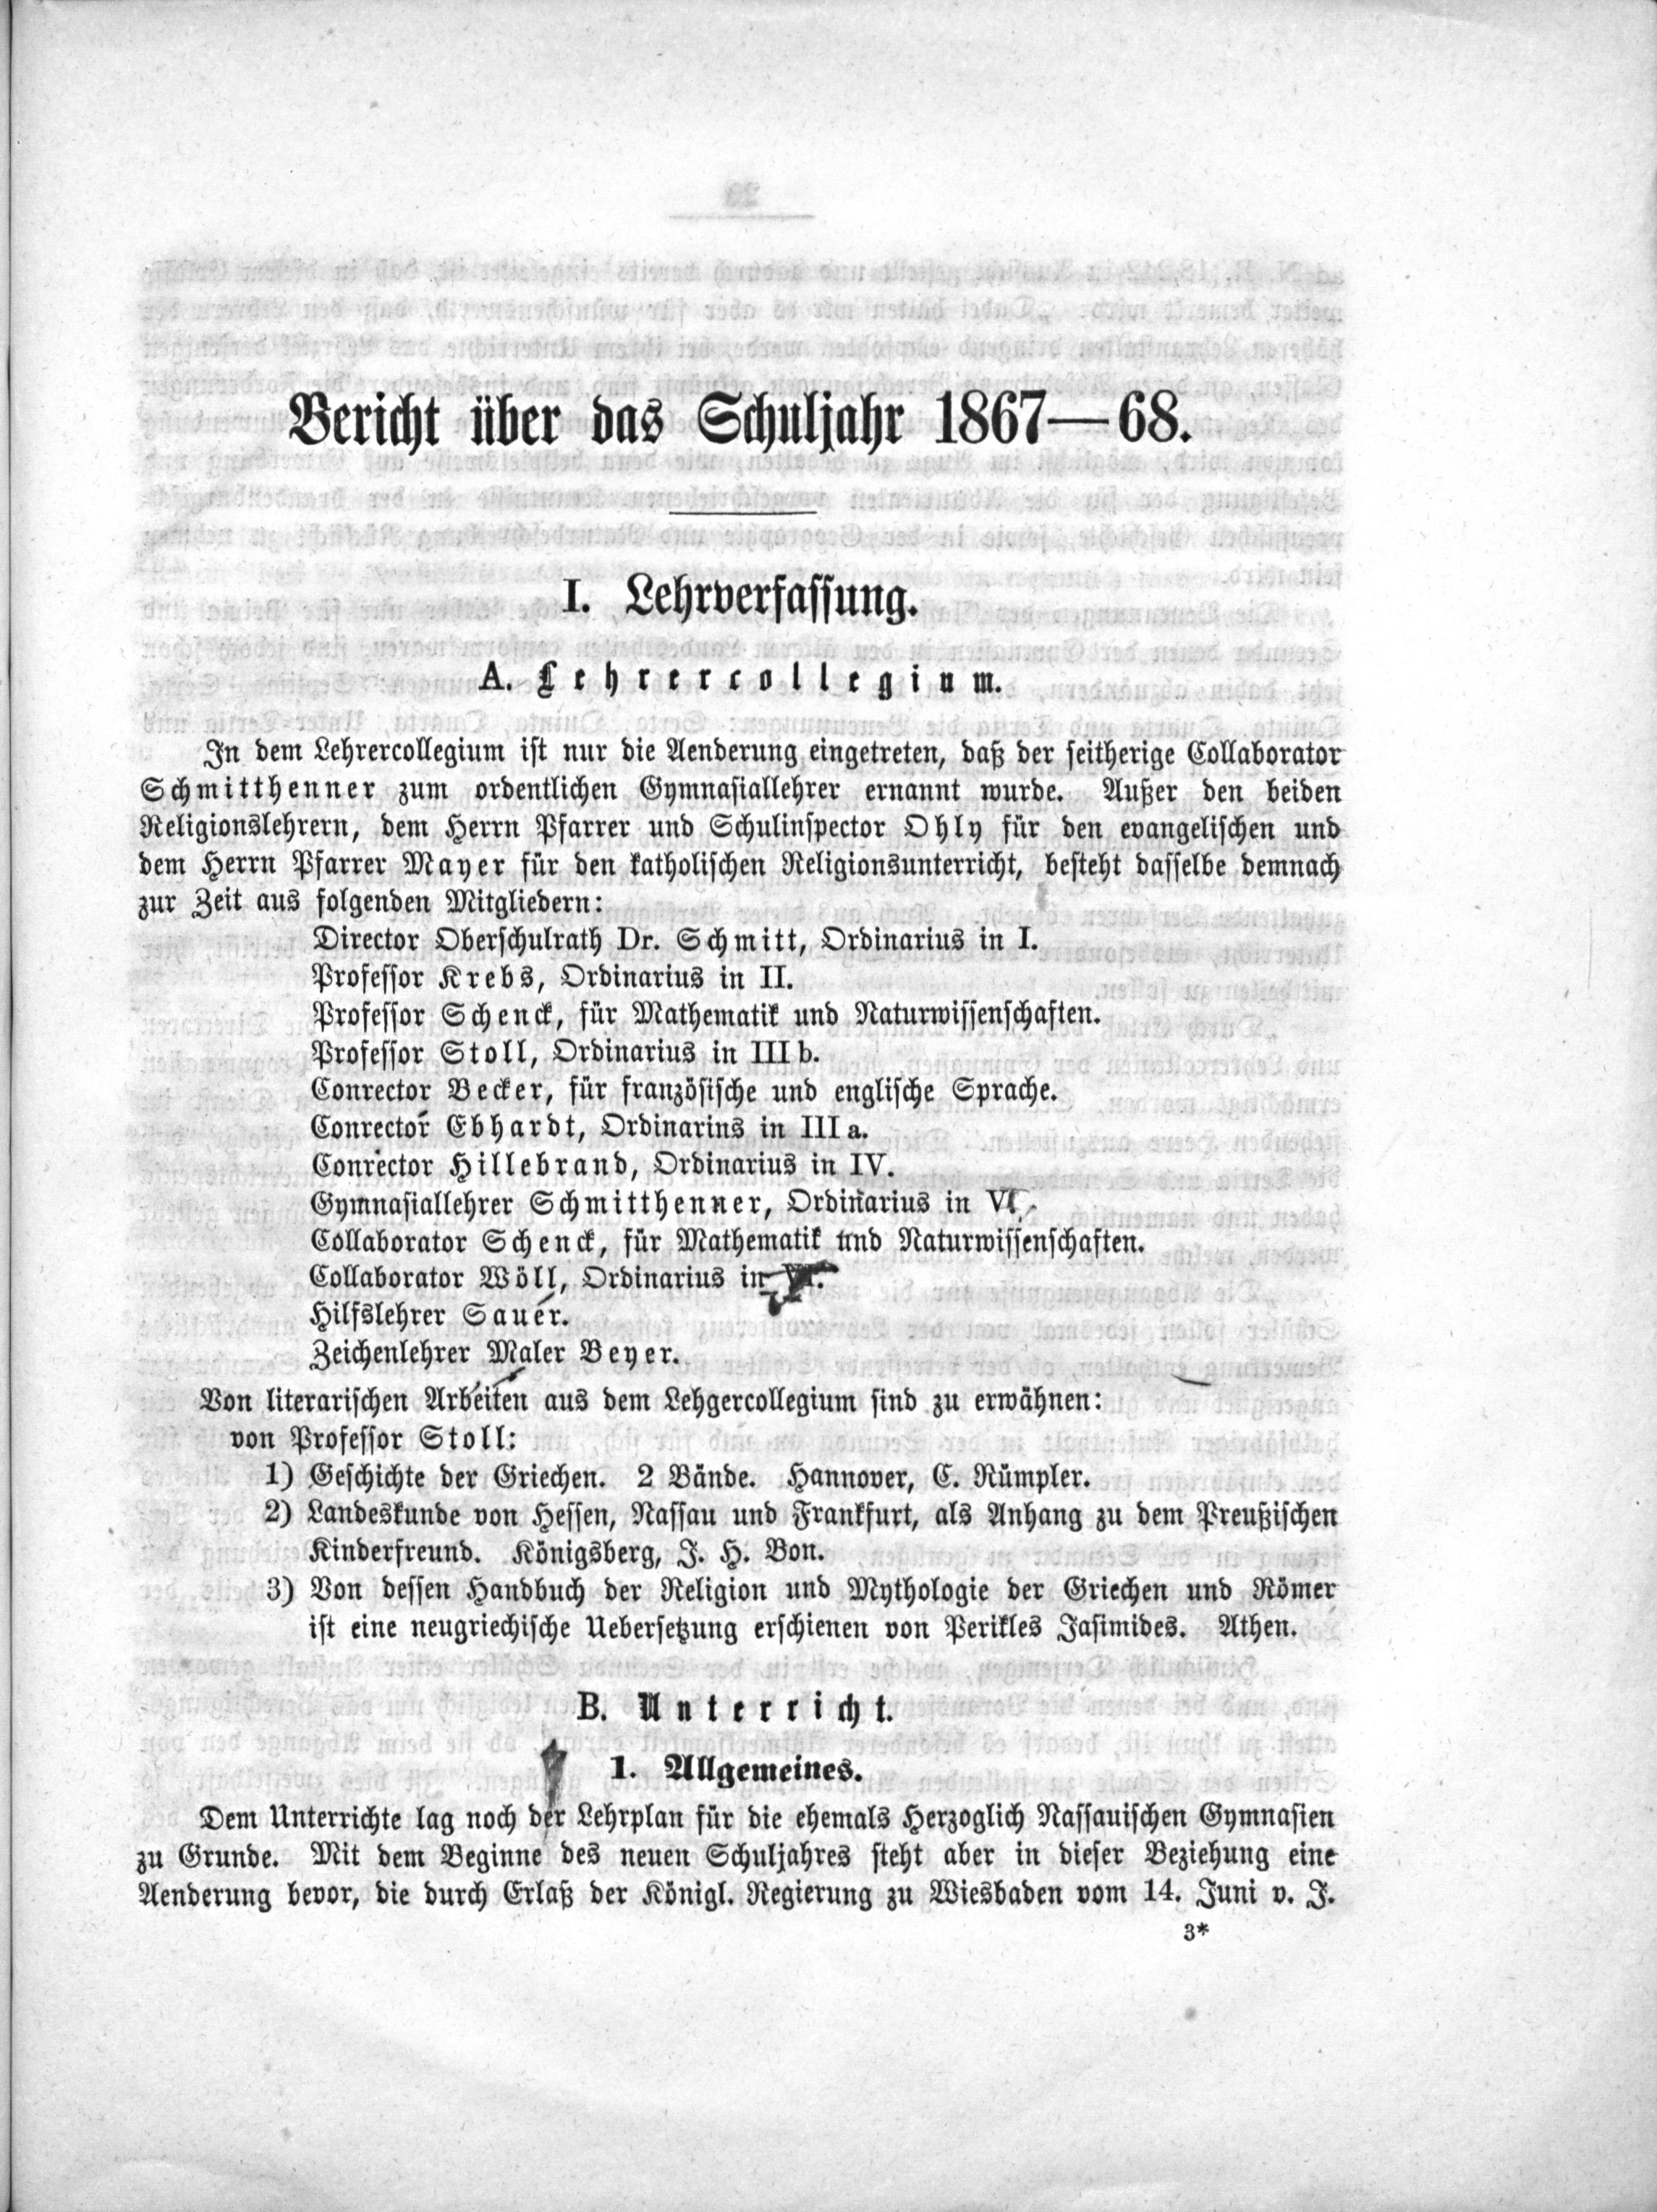 Bericht über das Schuljahr 1867—68.
I. Lehrverfassung.
A. Lehrercollegium.
In dem Lehrercollegium ist nur die Aenderung eingetreten, daß der seitherige Collaborator
Schmitthenner zum ordentlichen Gymnasiallehrer ernannt wurde. Außer den beiden
Religionslehrern, dem Herrn Pfarrer und Schulinspector Ohly für den evangelischen und
dem Herrn Pfarrer Mayer für den katholischen Religionsunterricht, besteht dasselbe demnach
zur Zeit aus folgenden Mitgliedern:
Director Oberschulrath Dr. Schmitt, Ordinarius in I.
Professor Krebs, Ordinarius in II.
Professor Schenck, für Mathematik und Naturwissenschaften.
Professor Stoll, Ordinarius in III b.
Conrector Becker, für französische und englische Sprache.
Conrector Ebhardt, Ordinarins in III a.
Conrector Hillebrand, Ordinarius in IV.
Gymnasiallehrer Schmitthenner, Ordinarius in
Collaborator Schenck, für Mathematik und Naturwissenschaften.
Collaborator Wöll, Ordinarius in VI.
Hilfslehrer Sauer.
Zeichenlehrer Maler Beyer.
Von literarischen Arbeiten aus dem Lehgercollegium sind zu erwähnen:
von Professor Stoll:
1) Geschichte der Griechen. 2 Bände. Hannover, C. Rümpler.
2) Landeskunde von Hessen, Nassau und Frankfurt, als Anhang zu dem Preußischen
Kinderfreund. Königsberg, J. H. Bon.
3) Von dessen Handbuch der Religion und Mythologie der Griechen und Römer
ist eine neugriechische Uebersetzung erschienen von Perikles Jasimides. Athen.
B. Unterricht.
1. Allgemeines.
Dem Unterrichte lag noch der Lehrplan für die ehemals Herzoglich Nassauischen Gymnasien
zu Grunde. Mit dem Beginne des neuen Schuljahres steht aber in dieser Beziehung eine
Aenderung bevor, die durch Erlaß der Königl. Regierung zu Wiesbaden vom 14. Juni v. J.
3*